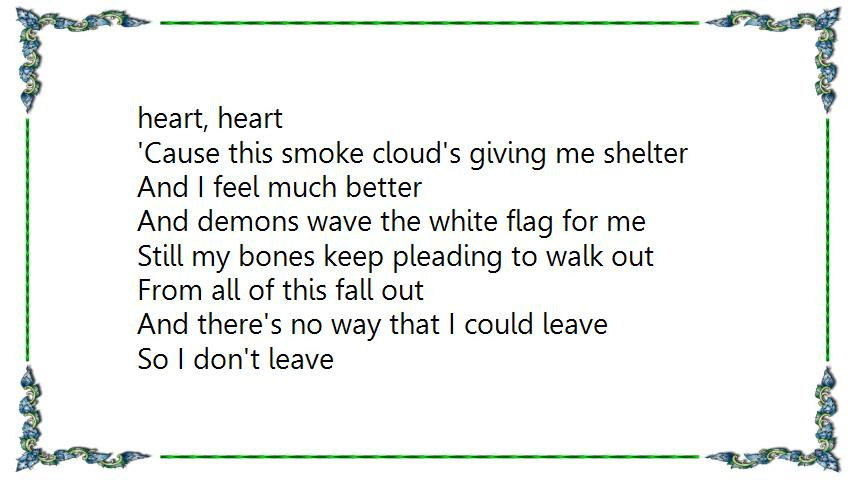 heart, heart
'Cause this smoke cloud's giving me shelter
And I feel much better
And demons wave the white flag for me
Still my bones keep pleading to walk out
From all of this fall out
And there's no way that I could leave
So I don't leave